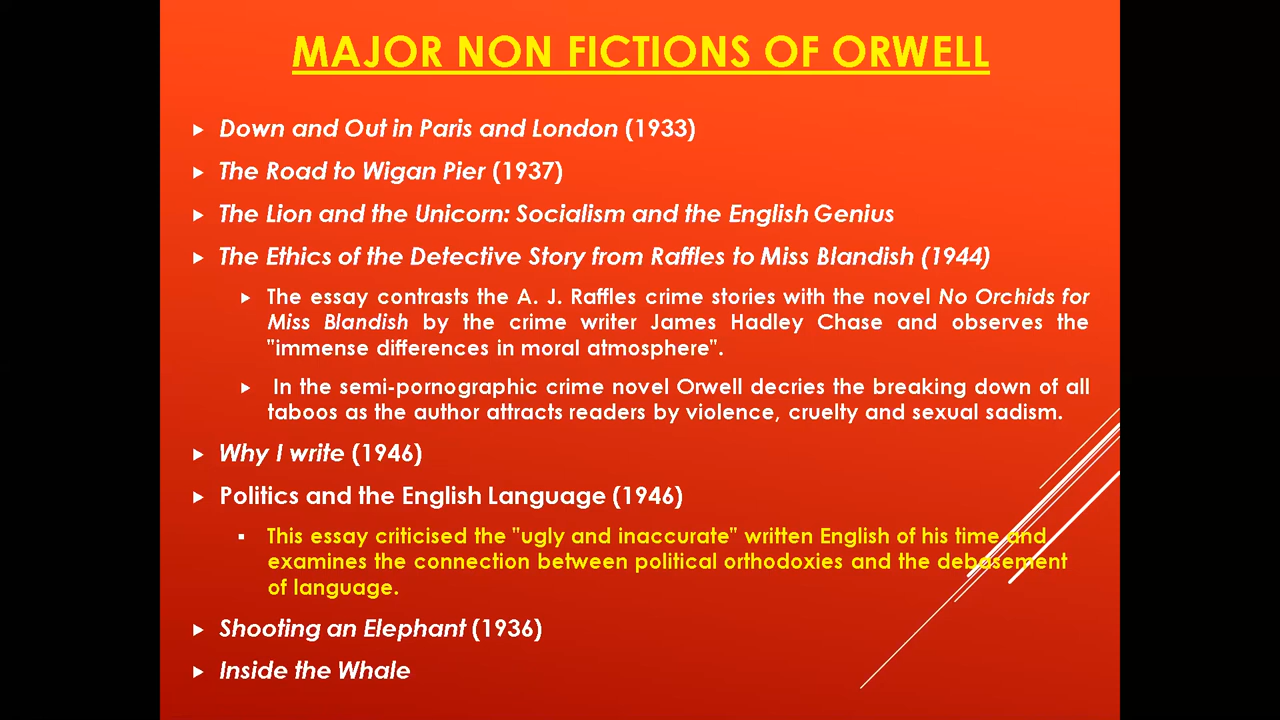 MAJOR NON FICTIONS OF ORWELL
Down and Out in Paris and London (1933)
The Road to Wigan Pier (1937)
The Lion and the Unicorn: Socialism and the English Genius
The Ethics of the Detective Story from Raffles to Miss Blandish (1944)
The essay contrasts the A. J. Raffles crime stories with the novel No Orchids for
Miss Blandish by the crime writer James Hadley Chase and observes the
"immense differences in moral atmosphere".
In the semi-pornographic crime novel Orwell decries the breaking down of all
taboos as the author attracts readers by violence, cruelty and sexual sadism.
Why I write (1946)
Politics and the English Language (1946)
This essay criticised the "ugly and inaccurate" written English of his time and
examines the connection between political orthodoxies and the debasement
of language.
Shooting an Elephant (1936)
Inside the Whale